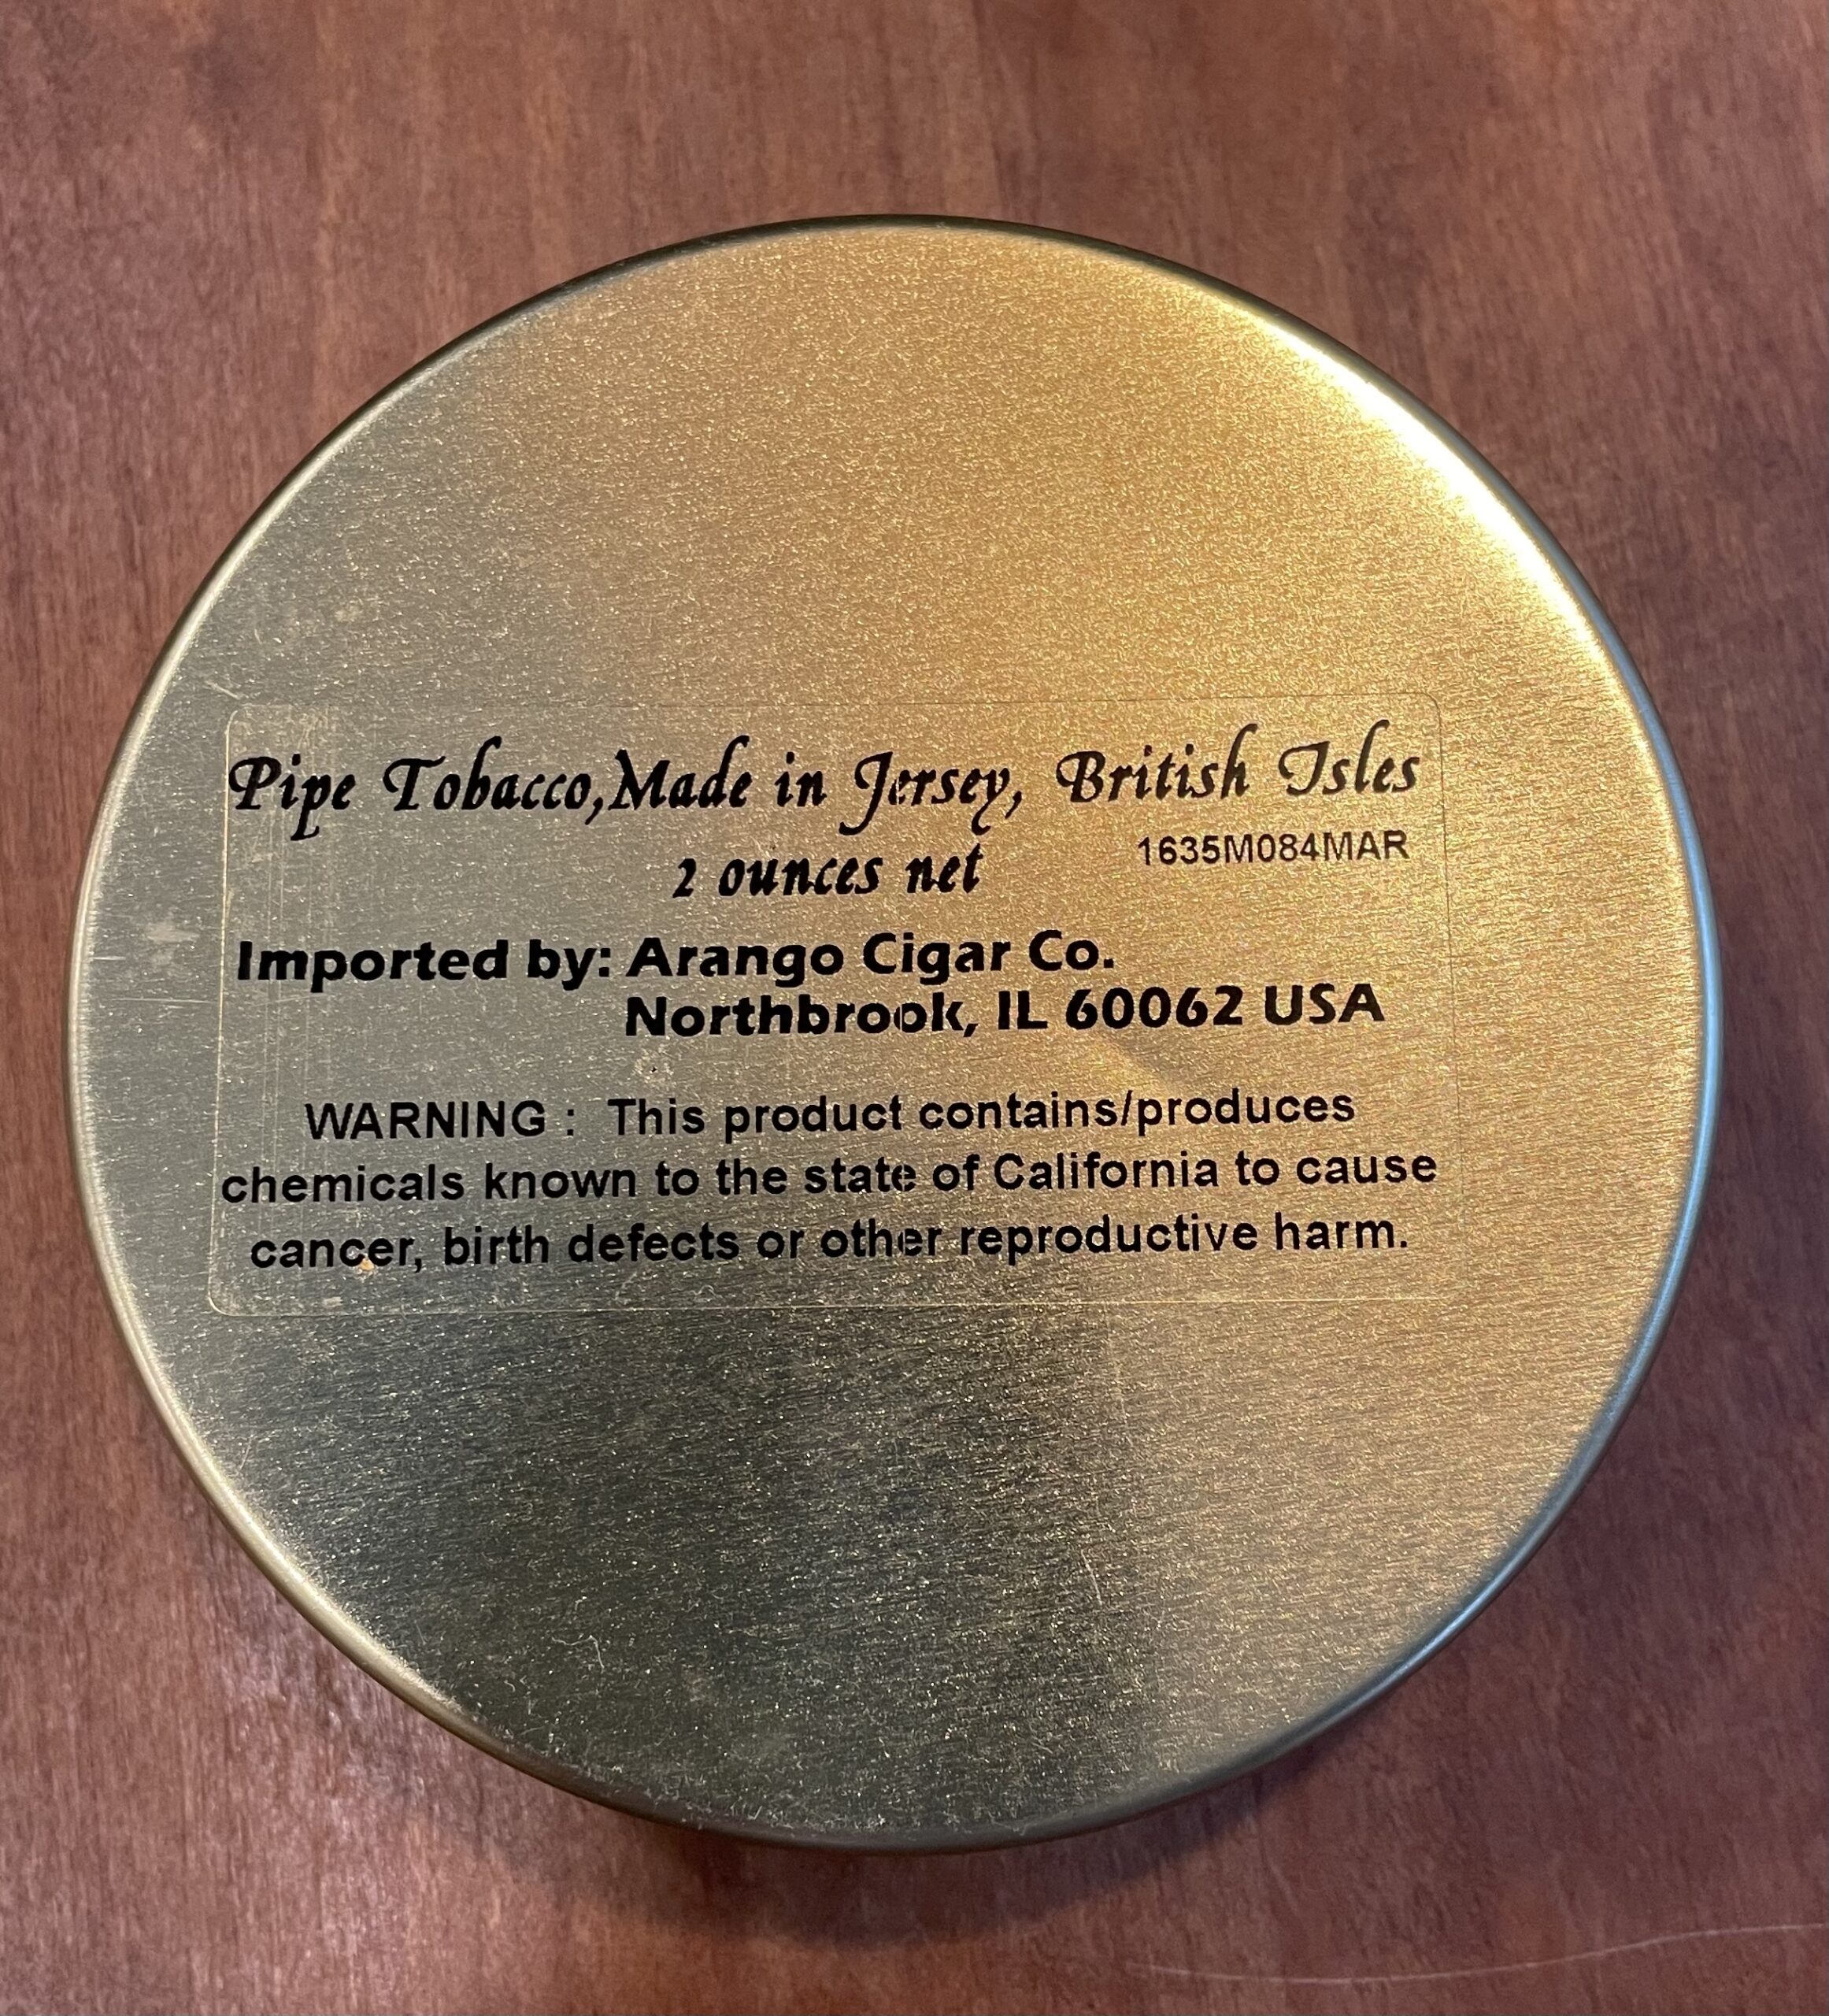 Pipe Tobacco,Made in Jersey, British Isles
2 ounces net
1635M084MAR
Imported by: Arango Cigar Co.
Northbrook, IL 60062 USA
WARNING : This product contains/produces
chemicals known to the state of California to cause
cancer, birth defects or other reproductive harm.